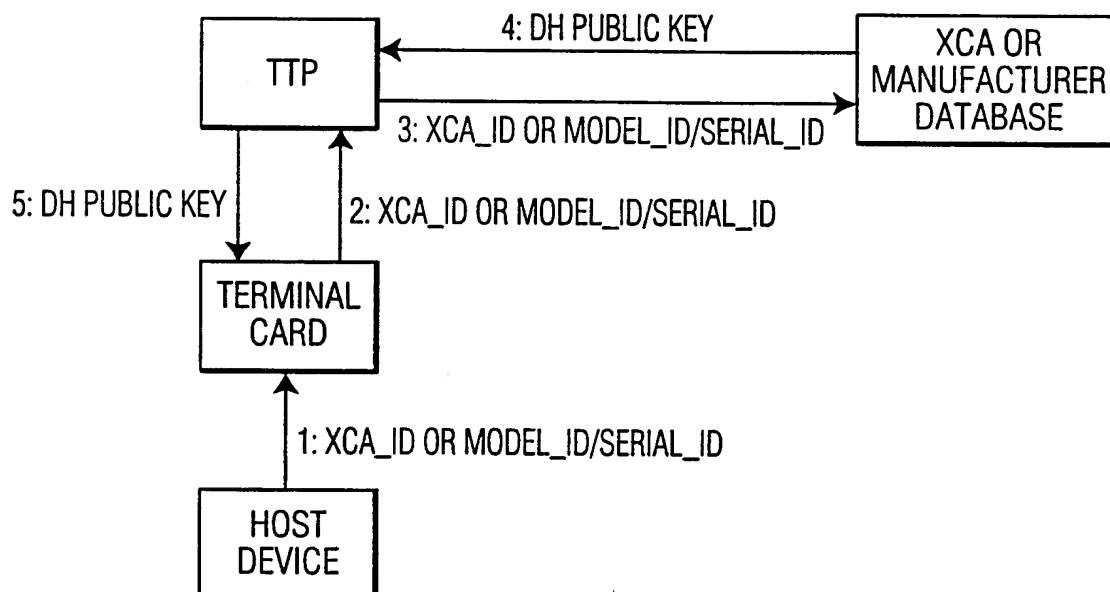 4: DH PUBLIC KEY
TTP
XCA OR
MANUFACTURER
DATABASE
3: XCA_ID OR MODEL_ID/SERIAL_ID
5: DH PUBLIC KEY
2: XCA_ID OR MODEL_ID/SERIAL_ID
TERMINAL
CARD
1: XCA_ID OR MODEL_ID/SERIAL_ID
HOST
DEVICE